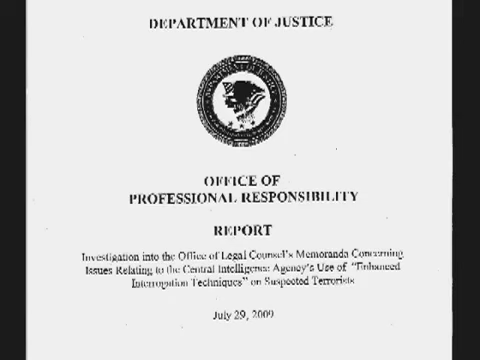 DEPARTMENT OF JUSTICE
OFFICE OF
PROFESSIONAL RESPONSIBILITY
REPORT
Investigation into the Office of Legal Counsel's Memoranda Concerning
Issues Relating to the Central Intelligence Agency's Use of "Enhanced
Interrogation Techniques" on Suspected Terrorists
July 29, 2009